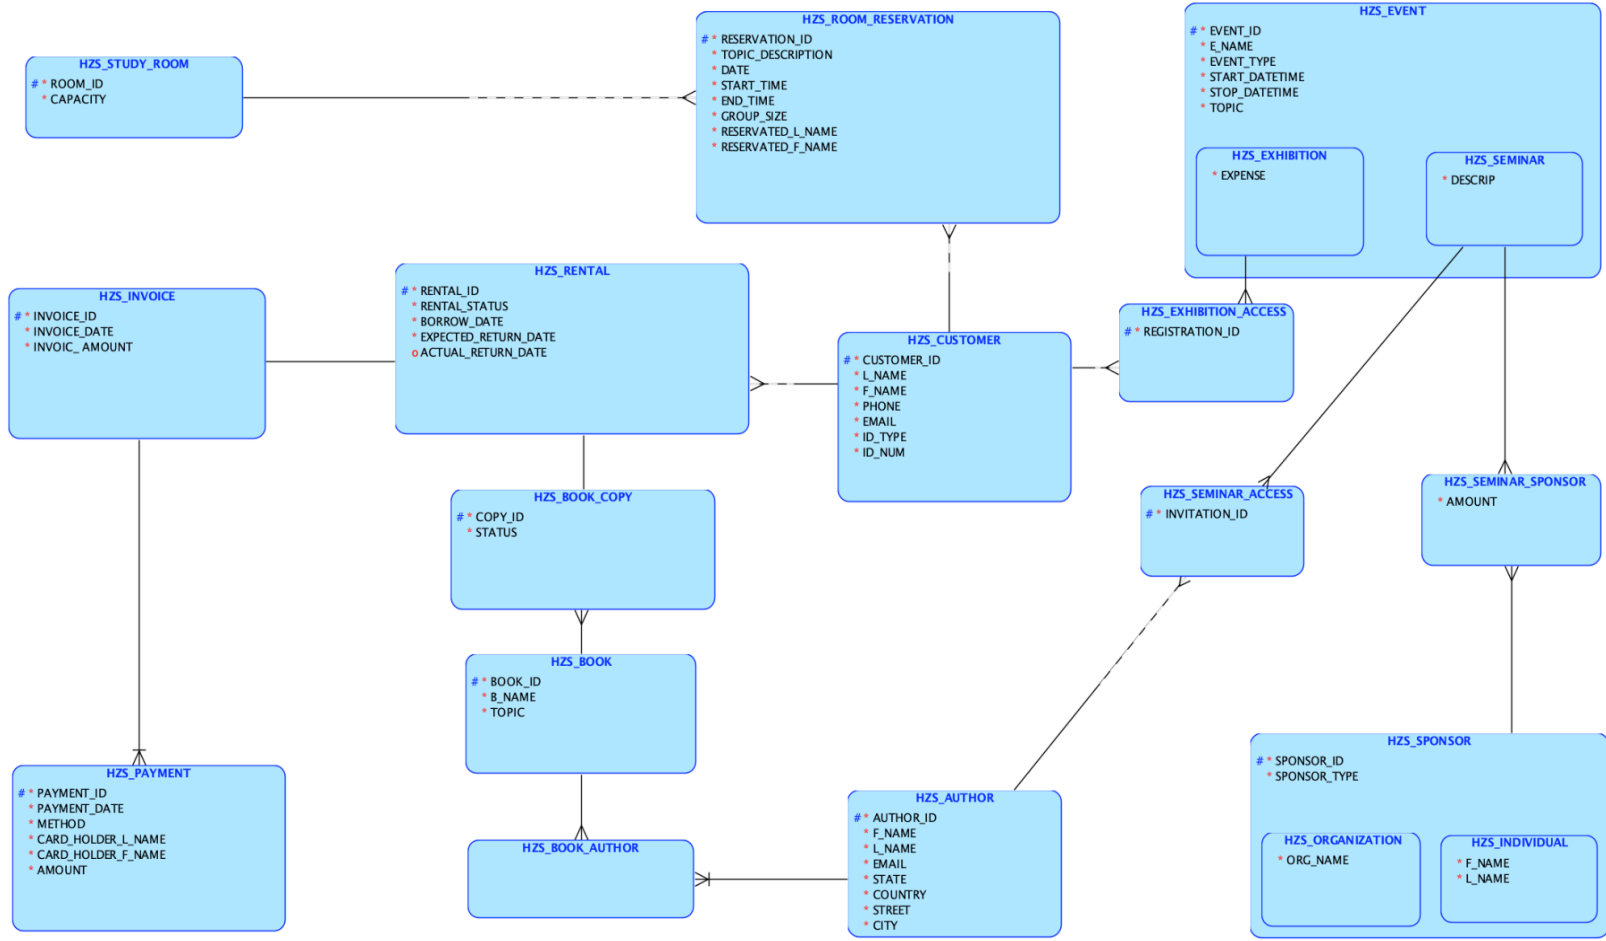 HZS_STUDY_ROOM
# * ROOM_ID
* CAPACITY
HZS_ROOM_RESERVATION
# * RESERVATION_ID
* TOPIC_DESCRIPTION
* DATE
* START_TIME
* END_TIME
* GROUP_SIZE
* RESERVATED_L_NAME
* RESERVATED_F_NAME
HZS_EVENT
# * EVENT_ID
* E_NAME
* EVENT_TYPE
* START_DATETIME
* STOP_DATETIME
* TOPIC
HZS_EXHIBITION
* EXPENSE
HZS_SEMINAR
* DESCRIP
HZS_INVOICE
# * INVOICE_ID
* INVOICE_DATE
* INVOIC_ AMOUNT
HZS_RENTAL
# * RENTAL_ID
* RENTAL_STATUS
* BORROW_DATE
* EXPECTED_RETURN_DATE
o ACTUAL_RETURN_DATE
HZS_CUSTOMER
# * CUSTOMER_ID
* L_NAME
* F_NAME
* PHONE
* EMAIL
* ID_TYPE
* ID_NUM
HZS_EXHIBITION_ACCESS
# * REGISTRATION_ID
HZS_BOOK_COPY
# * COPY_ID
* STATUS
HZS_SEMINAR_ACCESS
# * INVITATION_ID
HZS_SEMINAR_SPONSOR
* AMOUNT
HZS_BOOK
# * BOOK_ID
* B_NAME
* TOPIC
HZS_PAYMENT
# * PAYMENT_ID
* PAYMENT_DATE
* METHOD
* CARD_HOLDER_L_NAME
* CARD_HOLDER_F_NAME
* AMOUNT
HZS_BOOK_AUTHOR
HZS_AUTHOR
# * AUTHOR_ID
* F_NAME
* L_NAME
* EMAIL
* STATE
* COUNTRY
* STREET
* CITY
HZS_SPONSOR
# * SPONSOR_ID
* SPONSOR_TYPE
HZS_ORGANIZATION
* ORG_NAME
HZS_INDIVIDUAL
* F_NAME
* L_NAME